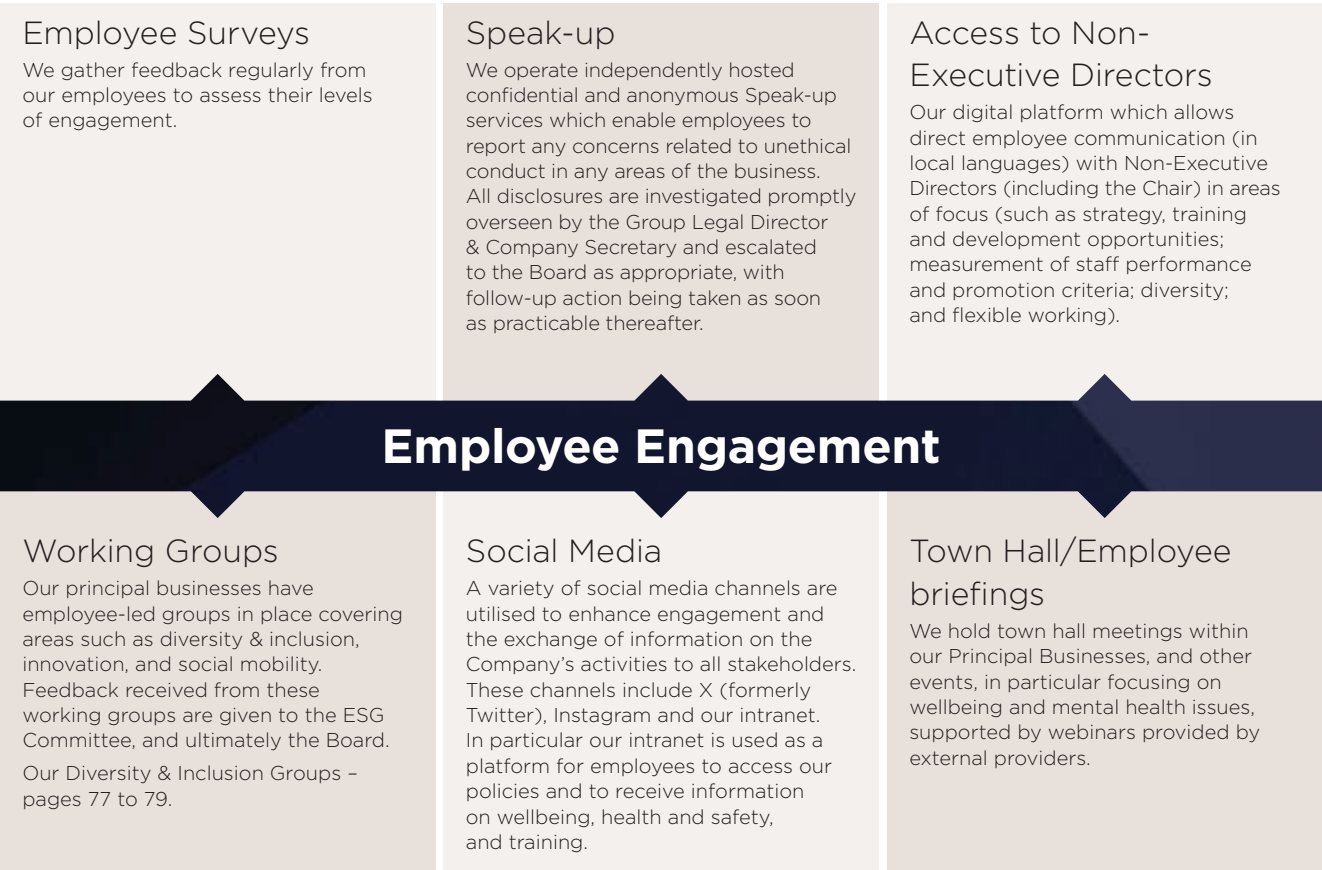 Employee Surveys
We gather feedback regularly from
our employees to assess their levels
of engagement.
Speak-up
We operate independently hosted
confidential and anonymous Speak-up
services which enable employees to
report any concerns related to unethical
conduct in any areas of the business.
All disclosures are investigated promptly
overseen by the Group Legal Director
& Company Secretary and escalated
to the Board as appropriate, with
follow-up action being taken as soon
as practicable thereafter.
Access to Non-
Executive Directors
Our digital platform which allows
direct employee communication (in
local languages) with Non-Executive
Directors (including the Chair) in areas
of focus (such as strategy, training
and development opportunities;
measurement of staff performance
and promotion criteria; diversity;
and flexible working).
Employee Engagement
Working Groups
Our principal businesses have
employee-led groups in place covering
areas such as diversity & inclusion,
innovation, and social mobility.
Feedback received from these
working groups are given to the ESG
Committee, and ultimately the Board.
Our Diversity & Inclusion Groups –
pages 77 to 79.
Social Media
A variety of social media channels are
utilised to enhance engagement and
the exchange of information on the
Company’s activities to all stakeholders.
These channels include X (formerly
Twitter), Instagram and our intranet.
In particular our intranet is used as a
platform for employees to access our
policies and to receive information
on wellbeing, health and safety,
and training.
Town Hall/Employee
briefings
We hold town hall meetings within
our Principal Businesses, and other
events, in particular focusing on
wellbeing and mental health issues,
supported by webinars provided by
external providers.